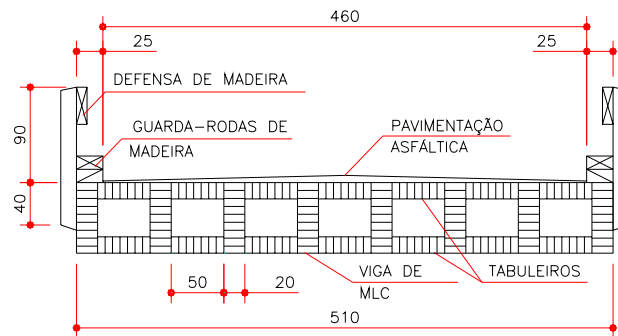 460
25
25
DEFENSA DE MADEIRA
90
GUARDA-RODAS DE
MADEIRA
PAVIMENTAÇÃO
ASFÁLTICA
40
50
20
VIGA DE
MLC
TABULEIROS
510